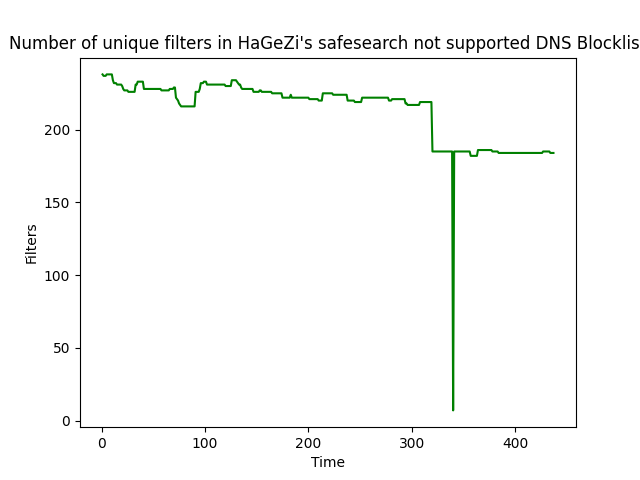 Number of unique filters in HaGeZi's safesearch not supported DNS Blocklis
200
150
100
50
0
Filters
0 100 200 300 400
Time